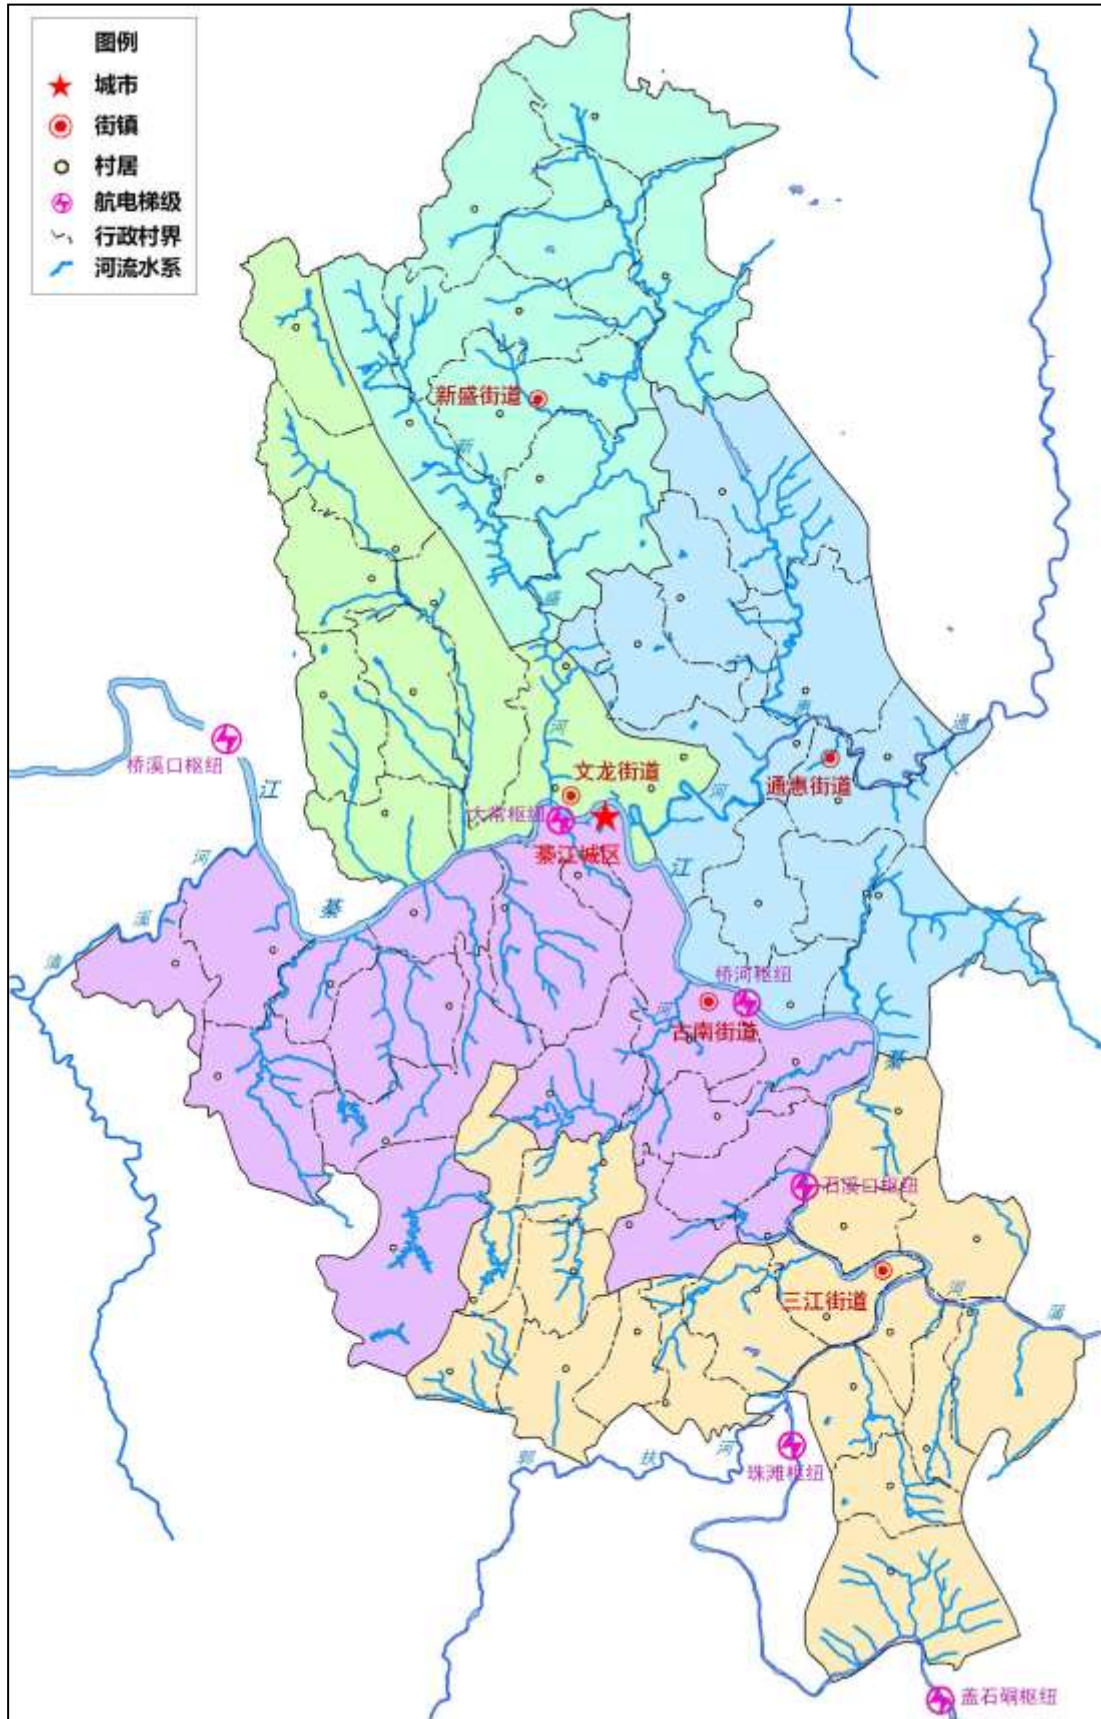 图例
城市
街镇
村居
航电梯级
行政村界
河流水系
新盛街道
新
盛
河
文龙街道
大常枢纽
綦江城区
桥溪口枢纽
江
綦
河
溪
清
惠
通
河
通惠街道
江
桥河枢纽
古南街道
河
綦
石溪口枢纽
三江街道
河
蒲
郭
扶
河
珠滩枢纽
盖石硐枢纽